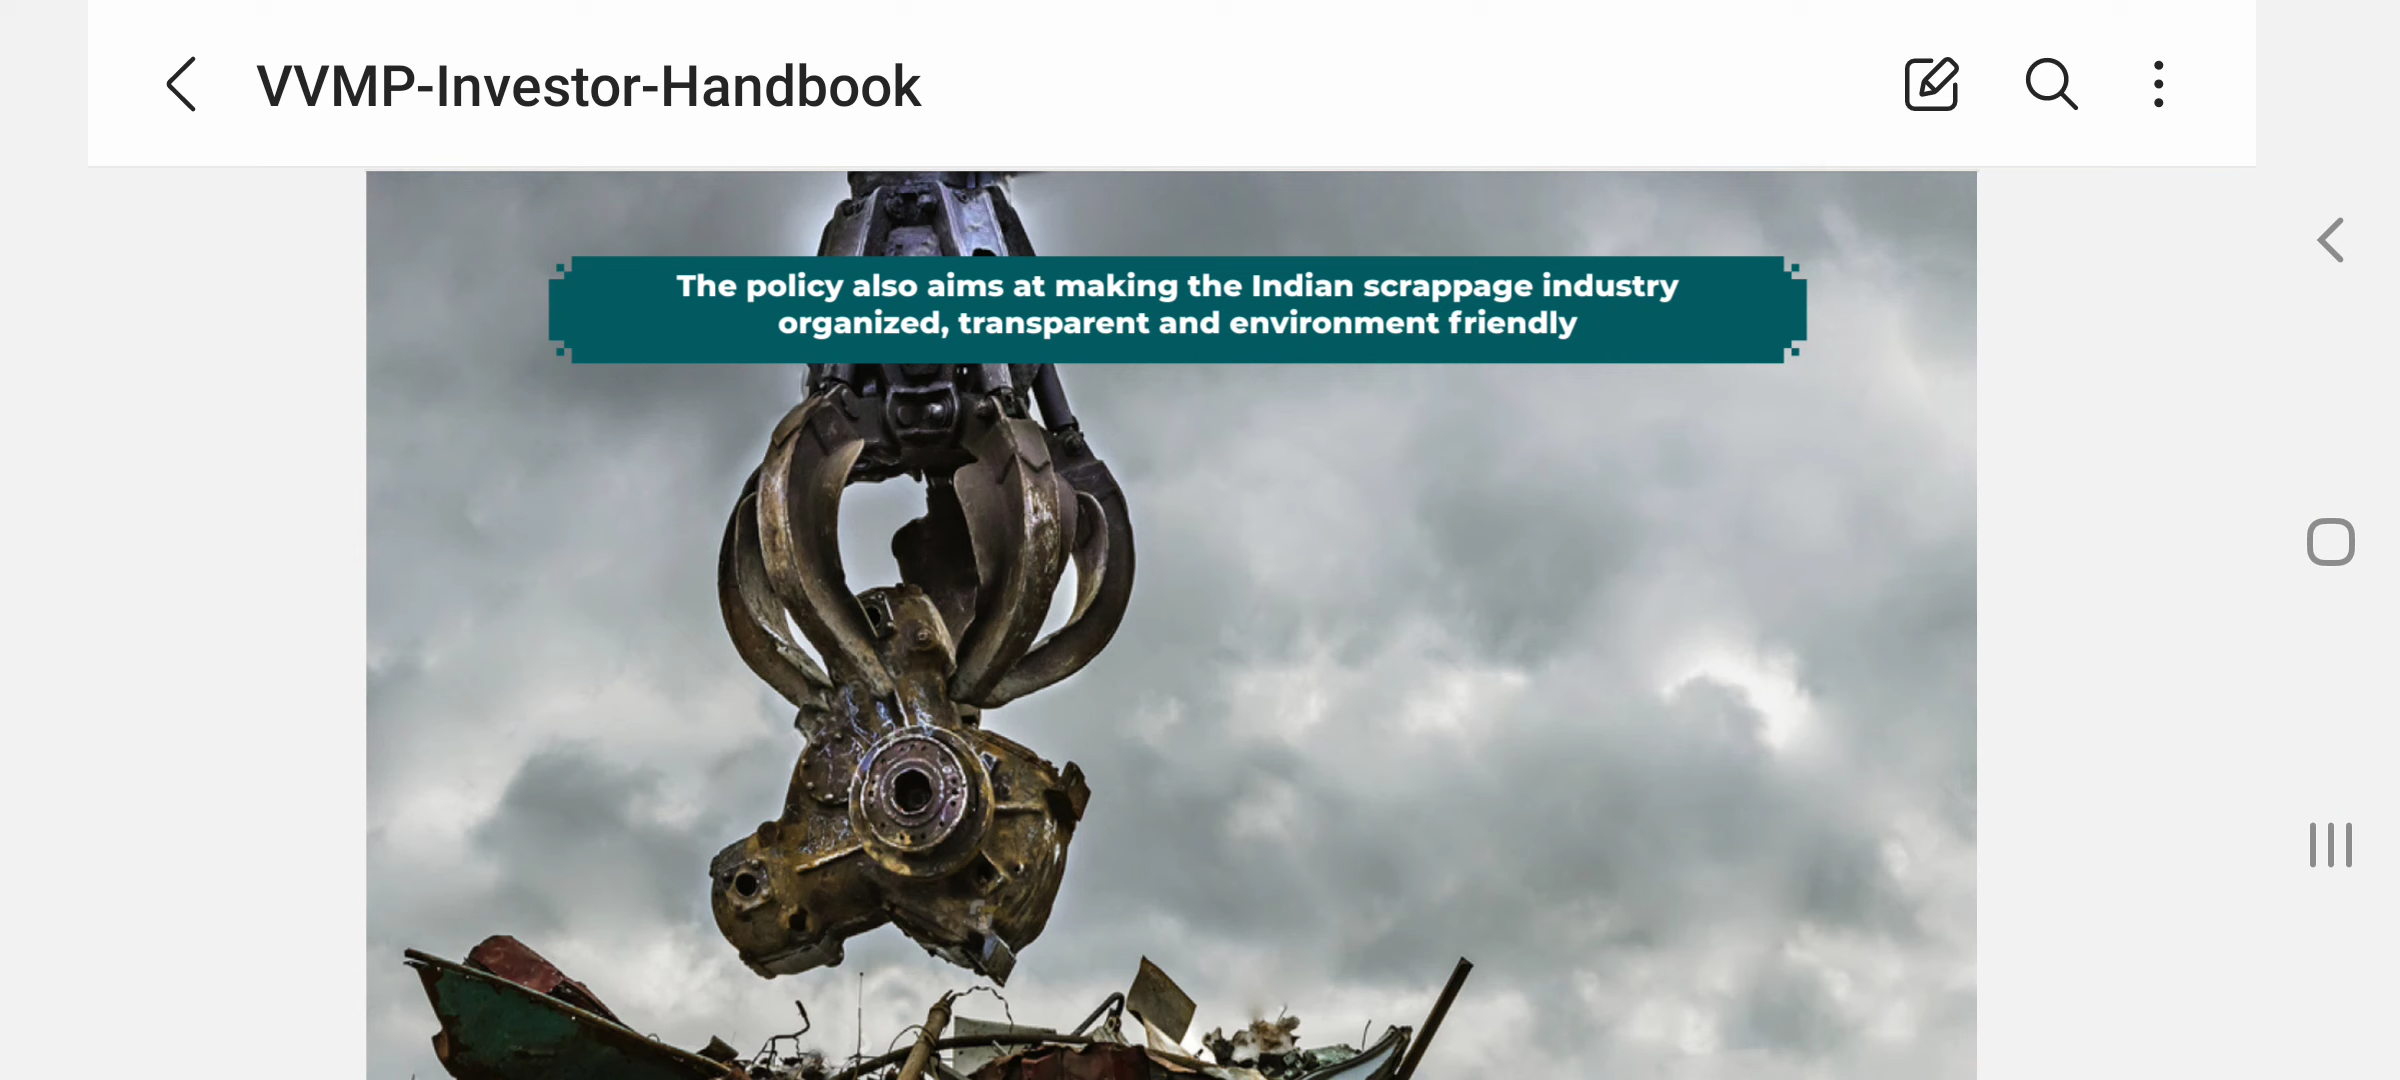 VVMP-Investor-Handbook
The policy also aims at making the Indian scrappage industry
organized, transparent and environment friendly